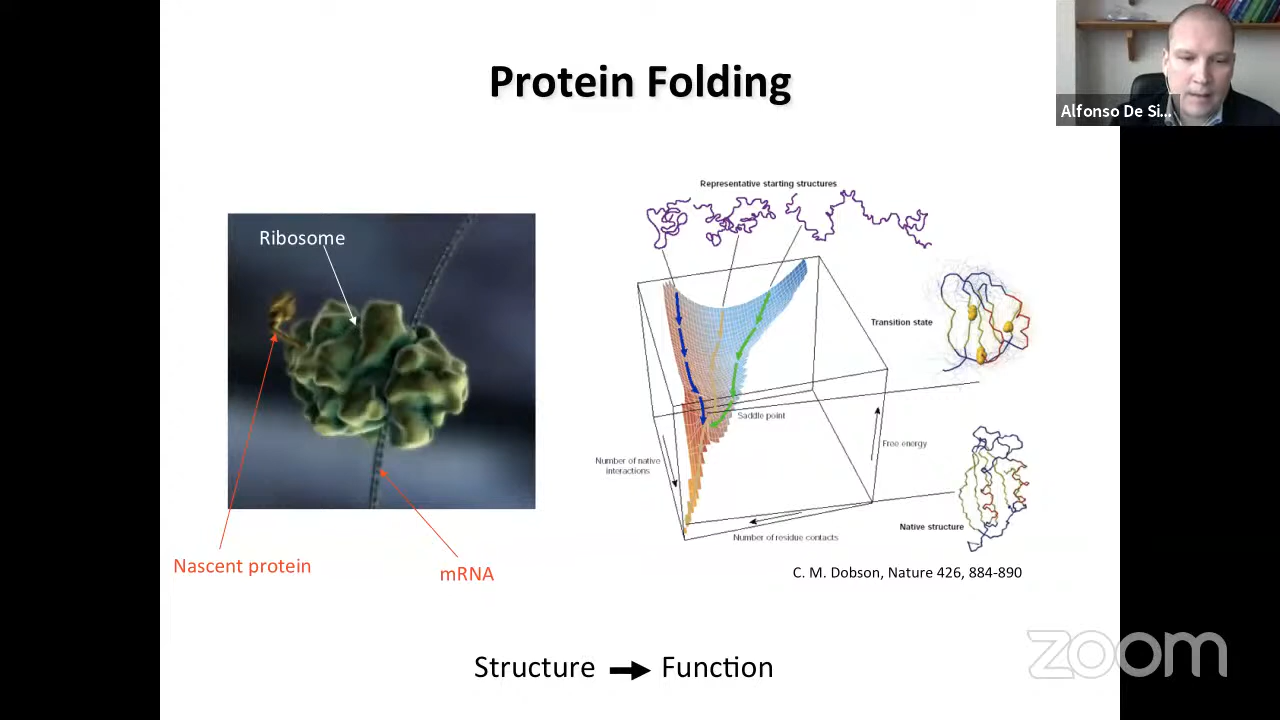 Protein Folding
Alfonso De Si...
Representative starting structures
Ribosome
Transition state
Saddle point
Free energy
Number of native
interactions
Native structure
Number of residue contacts
Nascent protein
mRNA
C. M. Dobson, Nature 426, 884-890
Structure Function
zoom